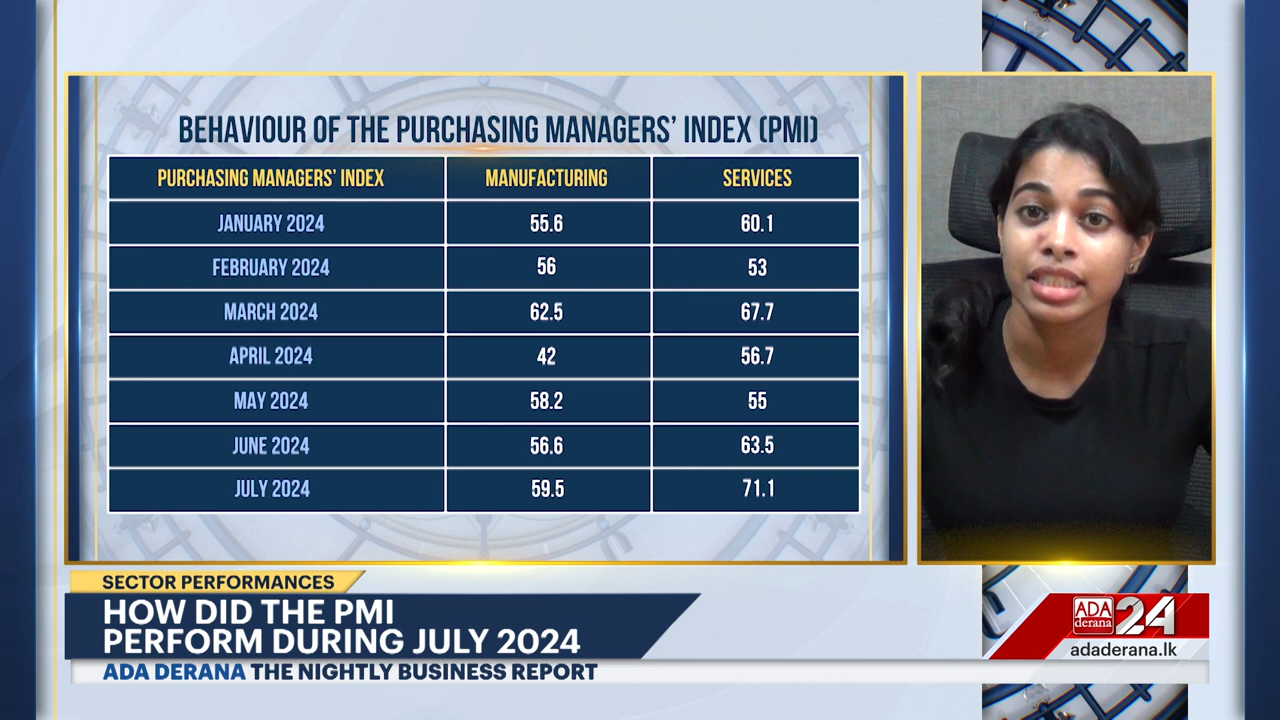 BEHAVIOUR OF THE PURCHASING MANAGERS' INDEX (PMI)
PURCHASING MANAGERS' INDEX MANUFACTURING SERVICES
JANUARY 2024 55.6 60.1
FEBRUARY 2024 56 53
MARCH 2024 62.5 67.7
APRIL 2024 42 56.7
MAY 2024 58.2 55
JUNE 2024 56.6 63.5
JULY 2024 59.5 71.1
SECTOR PERFORMANCES
HOW DID THE PMI
PERFORM DURING JULY 2024
ADA DERANA THE NIGHTLY BUSINESS REPORT
ADA
derana 24
adaderana.lk